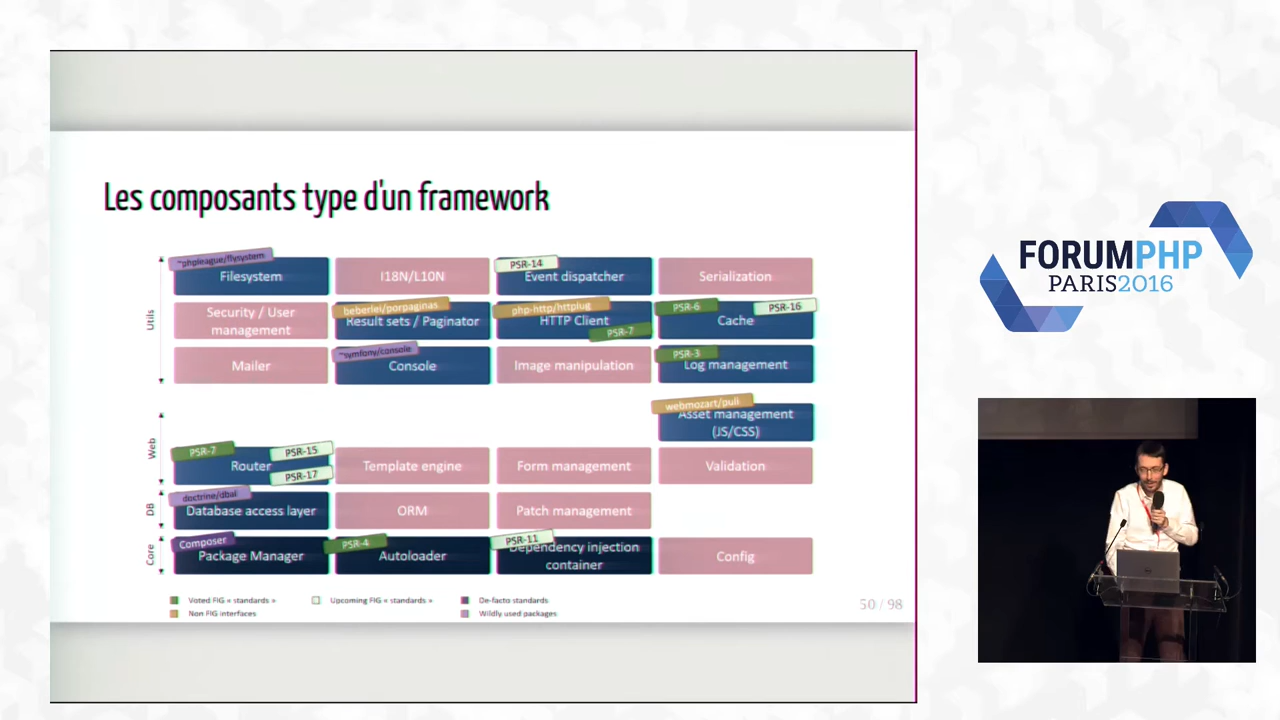 Les composants type d'un framework
Utils
~phpleague/flysystem
Filesystem
I18N/L10N
PSR-14
Event dispatcher
Serialization
Security / User
management
beberlei/porpaginas
Result sets / Paginator
php-http/httplug
HTTP Client
PSR-7
PSR-6
PSR-16
Cache
Mailer
~symfony/console
Console
Image manipulation
PSR-3
Log management
Web
webmozart/puli
Asset management
(JS/CSS)
PSR-7
PSR-15
Router
PSR-17
Template engine
Form management
Validation
DB
doctrine/dbal
Database access layer
ORM
Patch management
Core
Composer
Package Manager
PSR-4
Autoloader
PSR-11
Dependency injection
container
Config
Voted FIG « standards »
Upcoming FIG « standards »
De-facto standards
Non FIG interfaces
Wildly used packages
50 / 98
FORUMPHP
PARIS2016